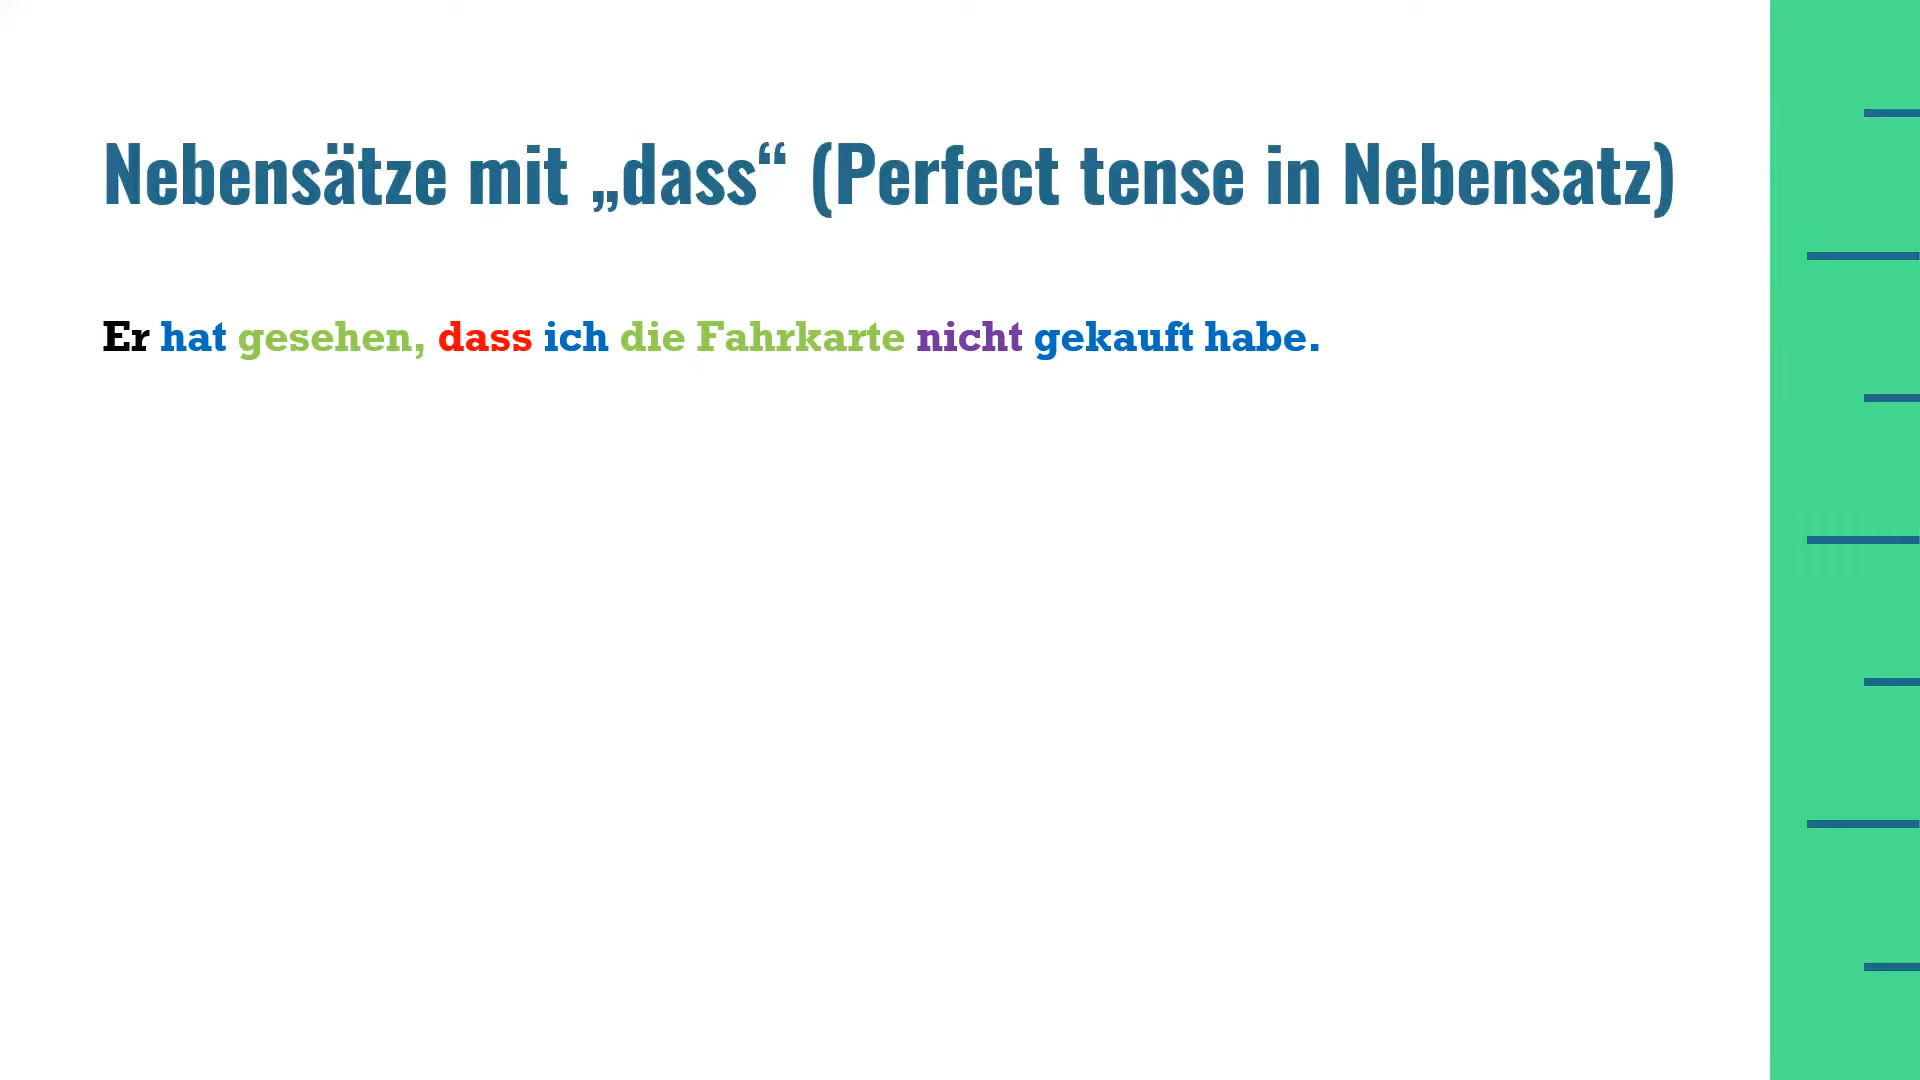 Nebensätze mit „dass“ (Perfect tense in Nebensatz)
Er hat gesehen, dass ich die Fahrkarte nicht gekauft habe.